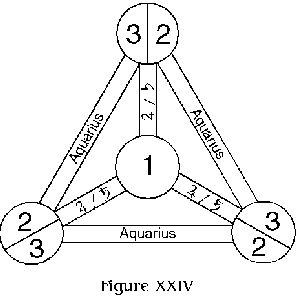 3 2
♃ / ♄
Aquarius
Aquarius
1
♃ / ♄
♃ / ♄
2
3
Aquarius
3
2
Figure XXIV